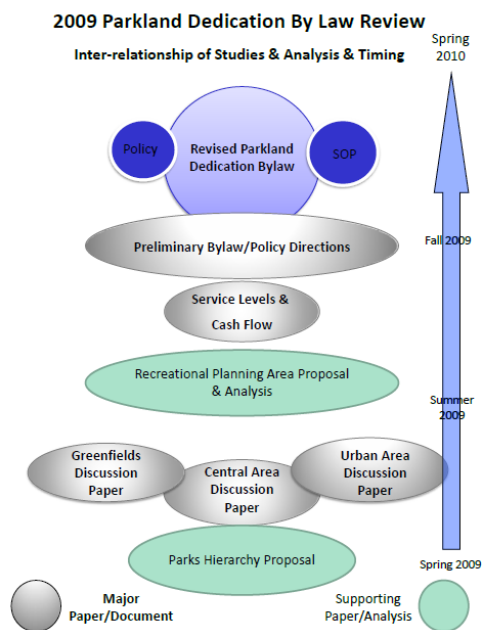 2009 Parkland Dedication By Law Review
Inter-relationship of Studies & Analysis & Timing
Spring
2010
Policy
Revised Parkland
Dedication Bylaw
SOP
Preliminary Bylaw/Policy Directions
Fall 2009
Service Levels &
Cash Flow
Recreational Planning Area Proposal
& Analysis
Summer
2009
Greenfields
Discussion
Paper
Central Area
Discussion
Paper
Urban Area
Discussion
Paper
Parks Hierarchy Proposal
Spring 2009
Major
Paper/Document
Supporting
Paper/Analysis